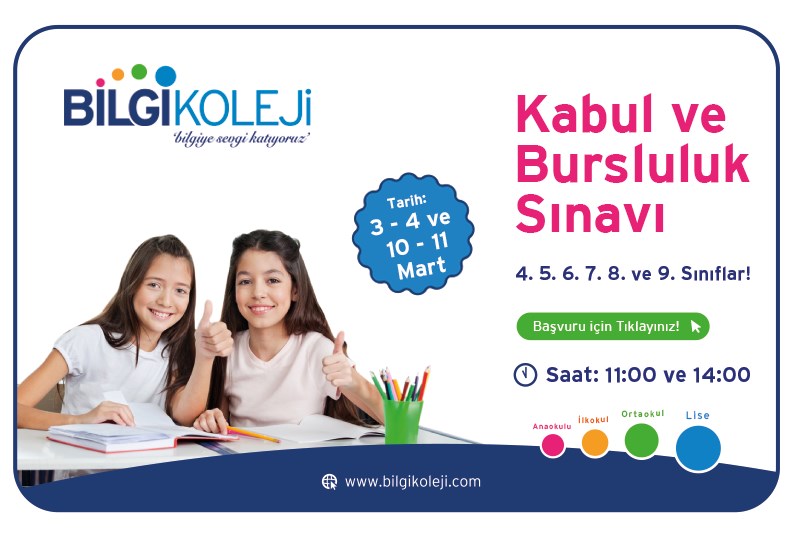 BİLGİKOLEJİ
'bilgiye sevgi katıyoruz'
Kabul ve
Bursluluk
Sınavı
Tarih:
3 - 4 ve
10 - 11
Mart
4. 5. 6. 7. 8. ve 9. Sınıflar!
Başvuru için Tıklayınız!
Saat: 11:00 ve 14:00
Anaokulu
İlkokul
Ortaokul
Lise
www.bilgikoleji.com